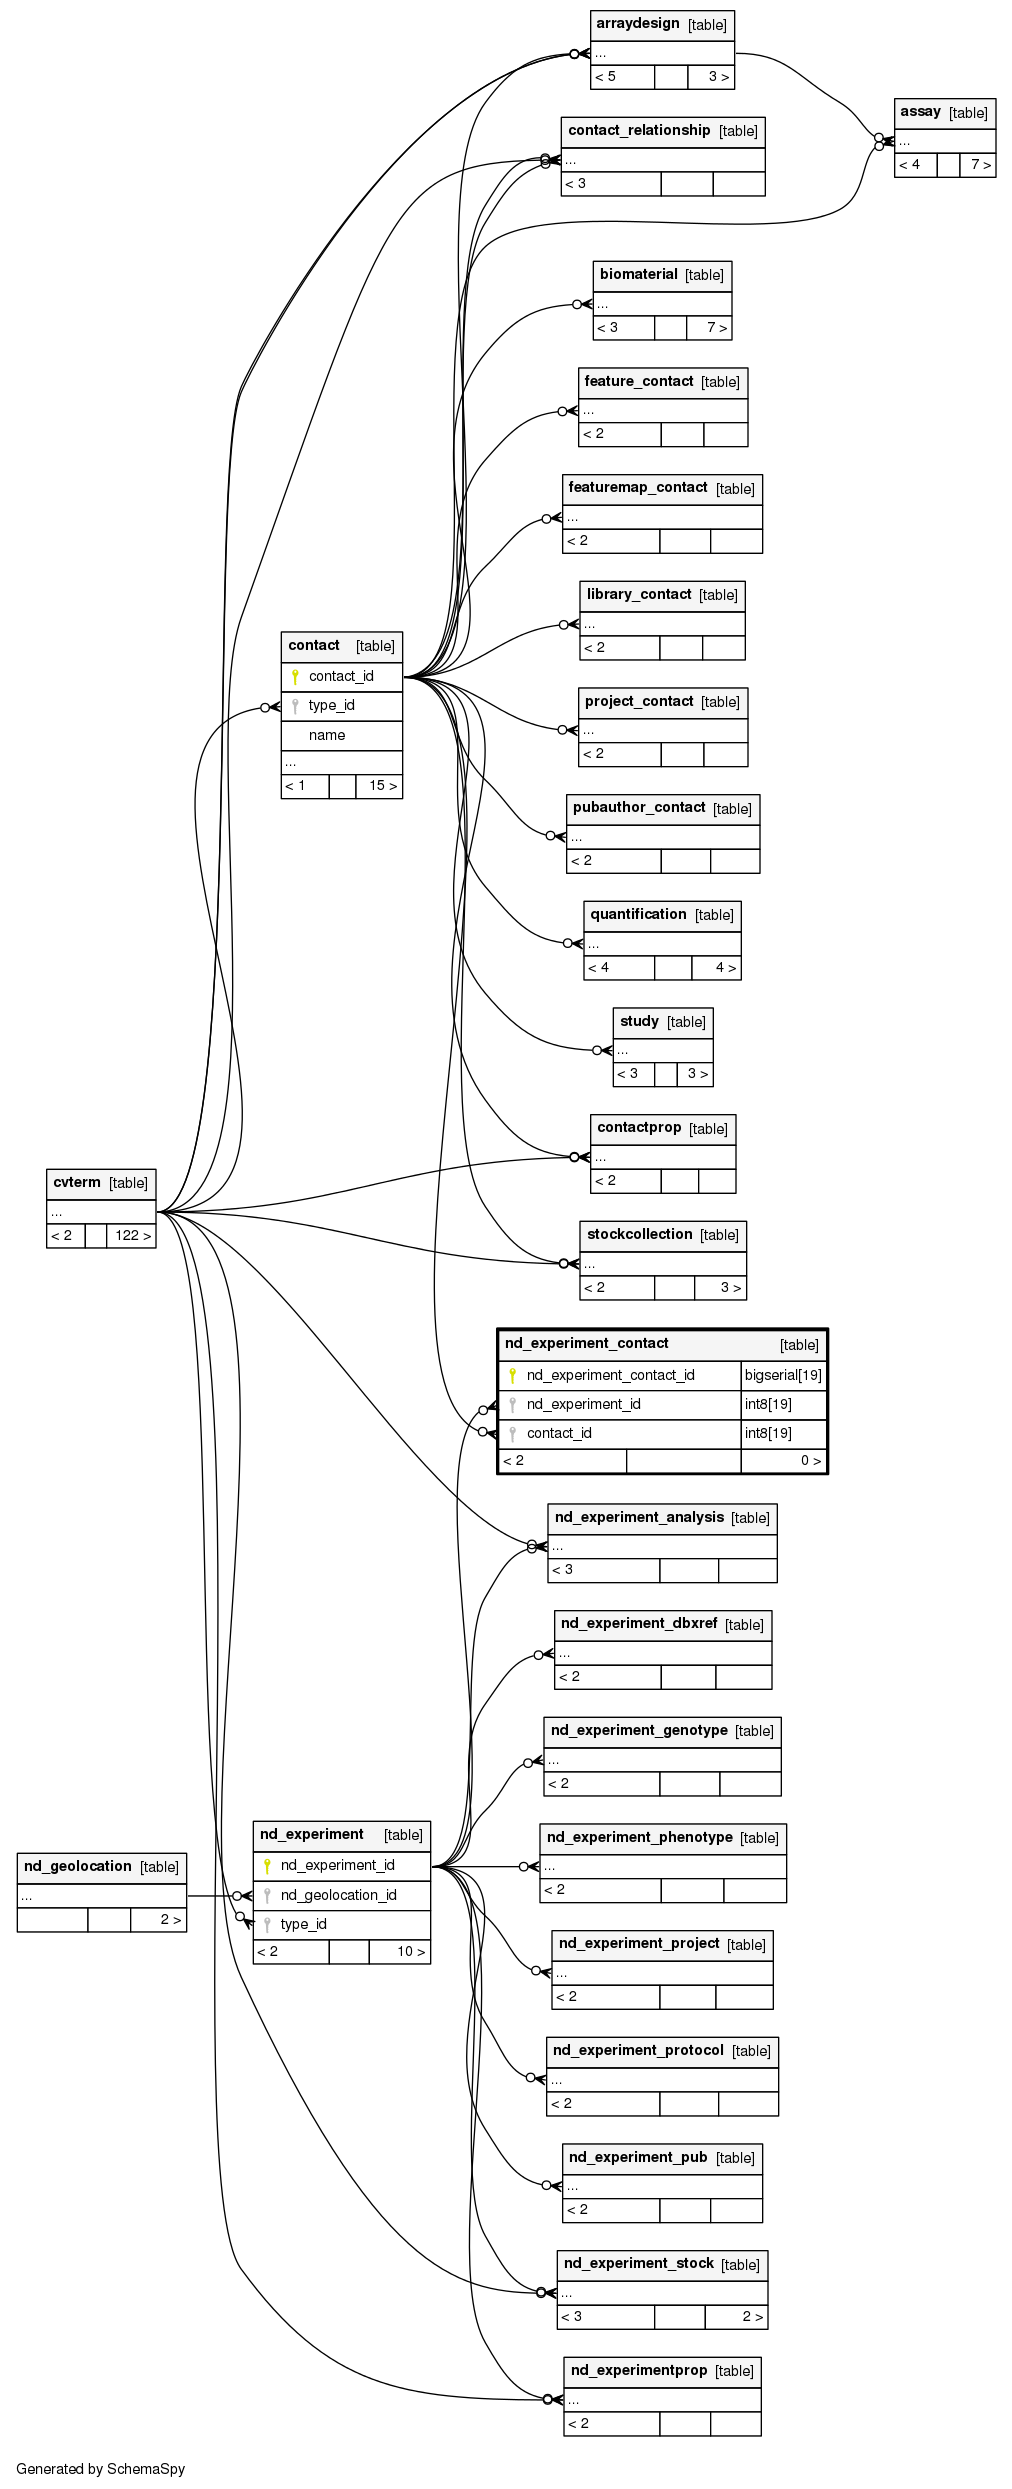 arraydesign [table]
...
< 5 3 >
assay [table]
...
< 4 7 >
contact_relationship [table]
...
< 3
biomaterial [table]
...
< 3 7 >
feature_contact [table]
...
< 2
featuremap_contact [table]
...
< 2
library_contact [table]
...
< 2
contact [table]
contact_id
type_id
name
...
< 1 15 >
project_contact [table]
...
< 2
pubauthor_contact [table]
...
< 2
quantification [table]
...
< 4 4 >
study [table]
...
< 3 3 >
contactprop [table]
...
< 2
cvterm [table]
...
< 2 122 >
stockcollection [table]
...
< 2 3 >
nd_experiment_contact [table]
nd_experiment_contact_id bigserial[19]
nd_experiment_id int8[19]
contact_id int8[19]
< 2 0 >
nd_experiment_analysis [table]
...
< 3
nd_experiment_dbxref [table]
...
< 2
nd_experiment_genotype [table]
...
< 2
nd_experiment_phenotype [table]
...
< 2
nd_experiment [table]
nd_experiment_id
nd_geolocation_id
type_id
< 2 10 >
nd_geolocation [table]
...
2 >
nd_experiment_project [table]
...
< 2
nd_experiment_protocol [table]
...
< 2
nd_experiment_pub [table]
...
< 2
nd_experiment_stock [table]
...
< 3 2 >
nd_experimentprop [table]
...
< 2
Generated by SchemaSpy